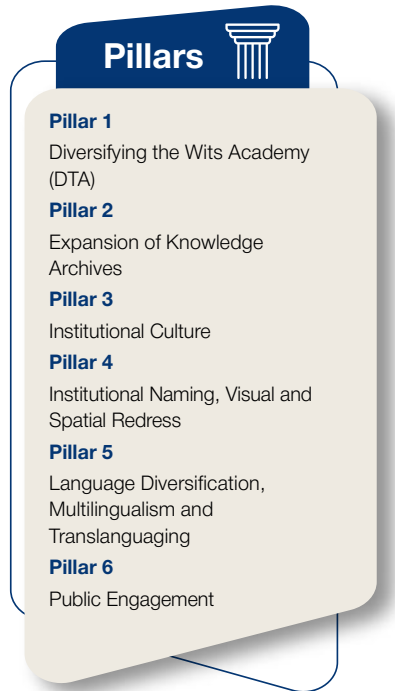 Pillars
Pillar 1
Diversifying the Wits Academy
(DTA)
Pillar 2
Expansion of Knowledge
Archives
Pillar 3
Institutional Culture
Pillar 4
Institutional Naming, Visual and
Spatial Redress
Pillar 5
Language Diversification,
Multilingualism and
Translanguaging
Pillar 6
Public Engagement